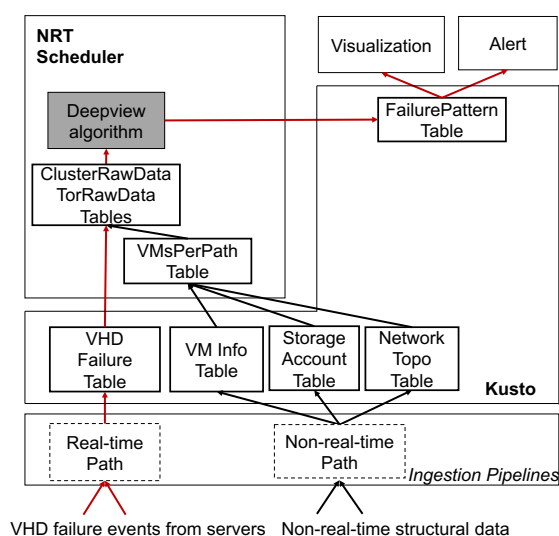 NRT
Scheduler
Visualization
Alert
Deepview
algorithm
FailurePattern
Table
ClusterRawData
TorRawData
Tables
VMsPerPath
Table
VHD
Failure
Table
VM Info
Table
Storage
Account
Table
Network
Topo
Table
Kusto
Real-time
Path
Non-real-time
Path
Ingestion Pipelines
VHD failure events from servers
Non-real-time structural data